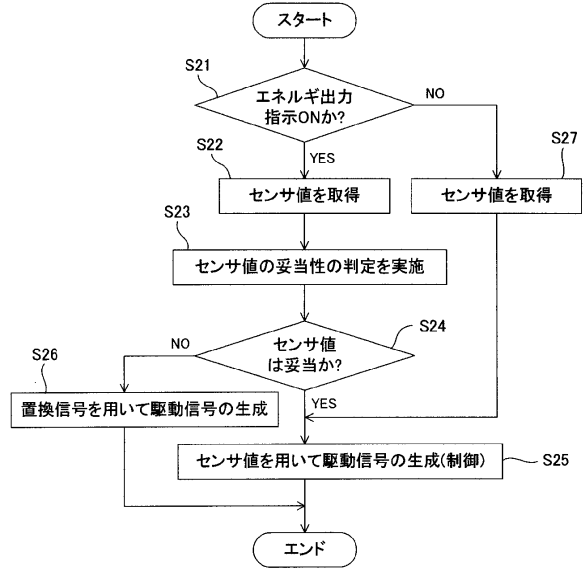 スタート
S21
エネルギ出力
指示ONか?
NO
YES
S22
センサ値を取得
S27
センサ値を取得
S23
センサ値の妥当性の判定を実施
S24
センサ値
は妥当か?
NO
YES
S26
置換信号を用いて駆動信号の生成
センサ値を用いて駆動信号の生成(制御)
S25
エンド